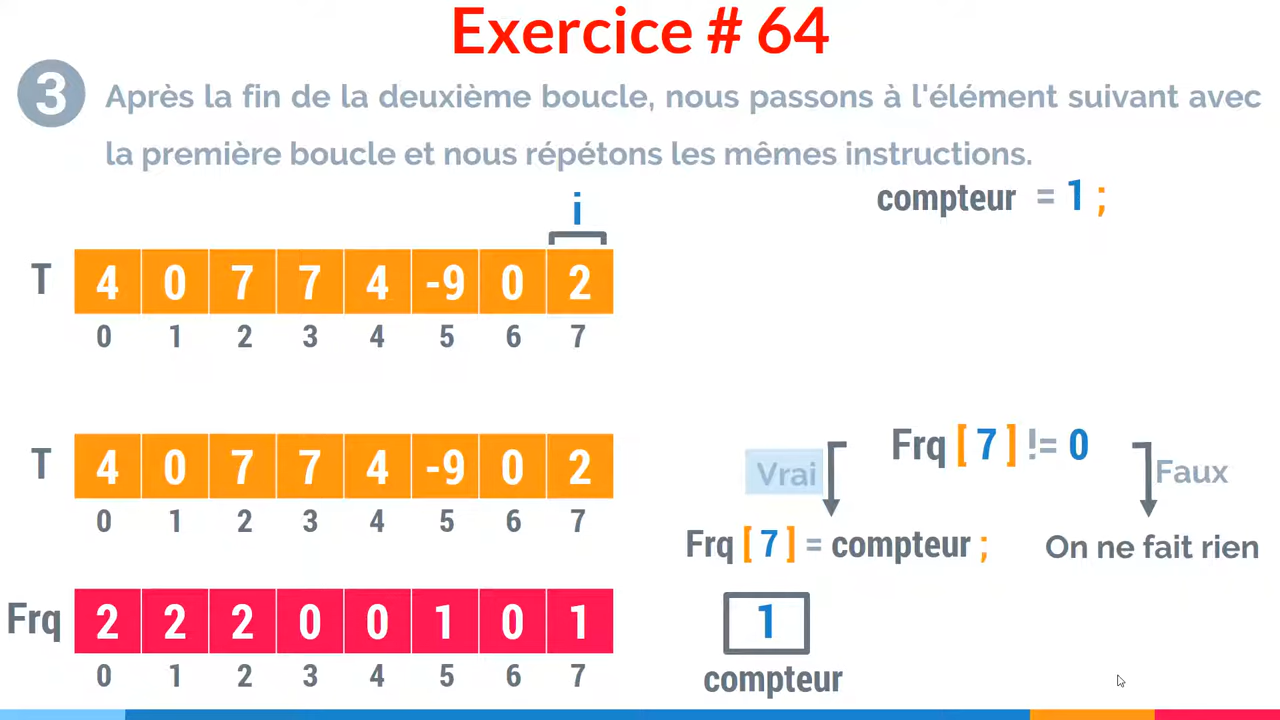 Exercice # 64
3 Après la fin de la deuxième boucle, nous passons à l'élément suivant avec
la première boucle et nous répétons les mêmes instructions.
compteur = 1 ;
i
T 4 0 7 7 4 -9 0 2
0 1 2 3 4 5 6 7
T 4 0 7 7 4 -9 0 2
0 1 2 3 4 5 6 7
Frq [ 7 ] != 0
Vrai Faux
Frq [ 7 ] = compteur ; On ne fait rien
Frq 2 2 2 0 0 1 0 1
0 1 2 3 4 5 6 7
1
compteur